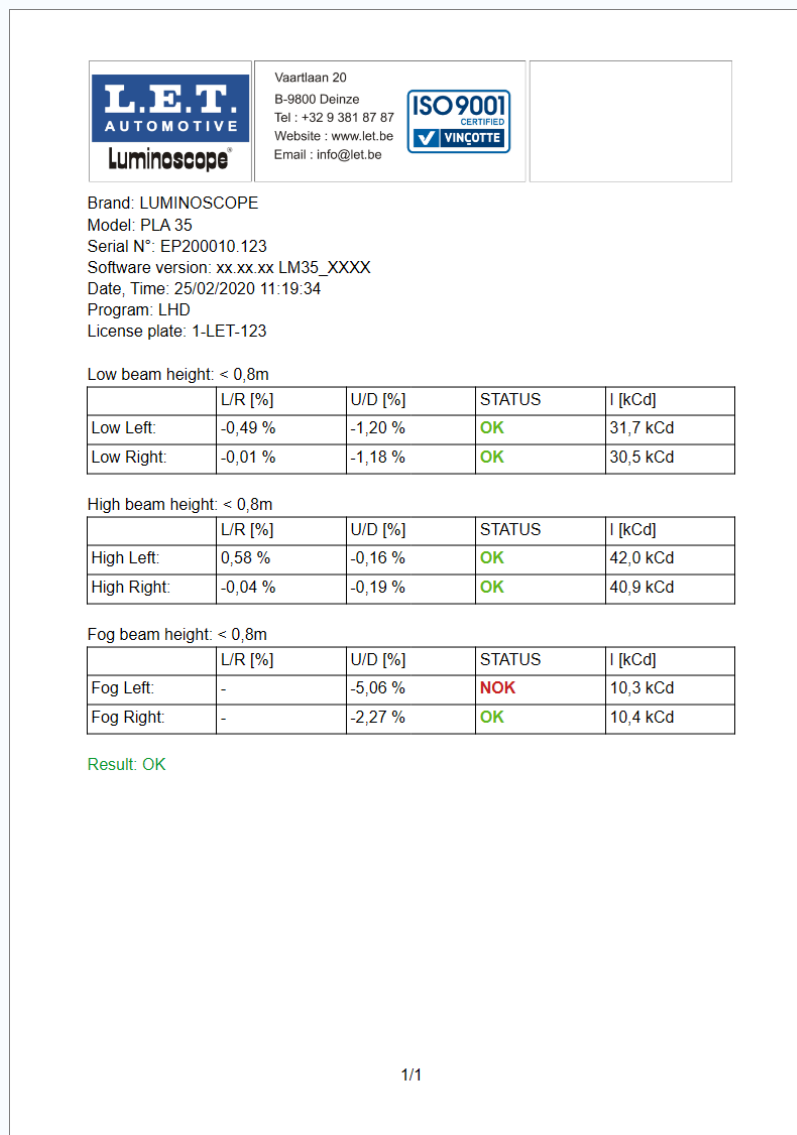 L.E.T.
AUTOMOTIVE
Luminoscope®
Vaartlaan 20
B-9800 Deinze
Tel : +32 9 381 87 87
Website : www.let.be
Email : info@let.be
ISO 9001
CERTIFIED
VINÇOTTE
Brand: LUMINOSCOPE
Model: PLA 35
Serial N°: EP200010.123
Software version: xx.xx.xx LM35_XXXX
Date, Time: 25/02/2020 11:19:34
Program: LHD
License plate: 1-LET-123
Low beam height: < 0,8m
L/R [%] U/D [%] STATUS I [kCd]
Low Left: -0,49 % -1,20 % OK 31,7 kCd
Low Right: -0,01 % -1,18 % OK 30,5 kCd
High beam height: < 0,8m
L/R [%] U/D [%] STATUS I [kCd]
High Left: 0,58 % -0,16 % OK 42,0 kCd
High Right: -0,04 % -0,19 % OK 40,9 kCd
Fog beam height: < 0,8m
L/R [%] U/D [%] STATUS I [kCd]
Fog Left: - -5,06 % NOK 10,3 kCd
Fog Right: - -2,27 % OK 10,4 kCd
Result: OK
1/1